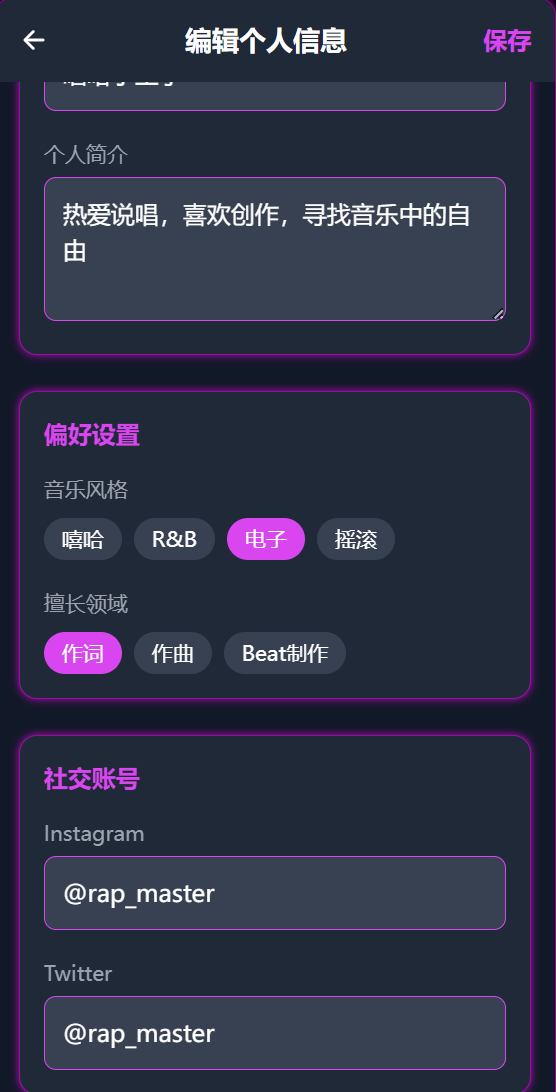 编辑个人信息
保存
个人简介
热爱说唱，喜欢创作，寻找音乐中的自
由
偏好设置
音乐风格
嘻哈 R&B 电子 摇滚
擅长领域
作词 作曲 Beat制作
社交账号
Instagram
@rap_master
Twitter
@rap_master